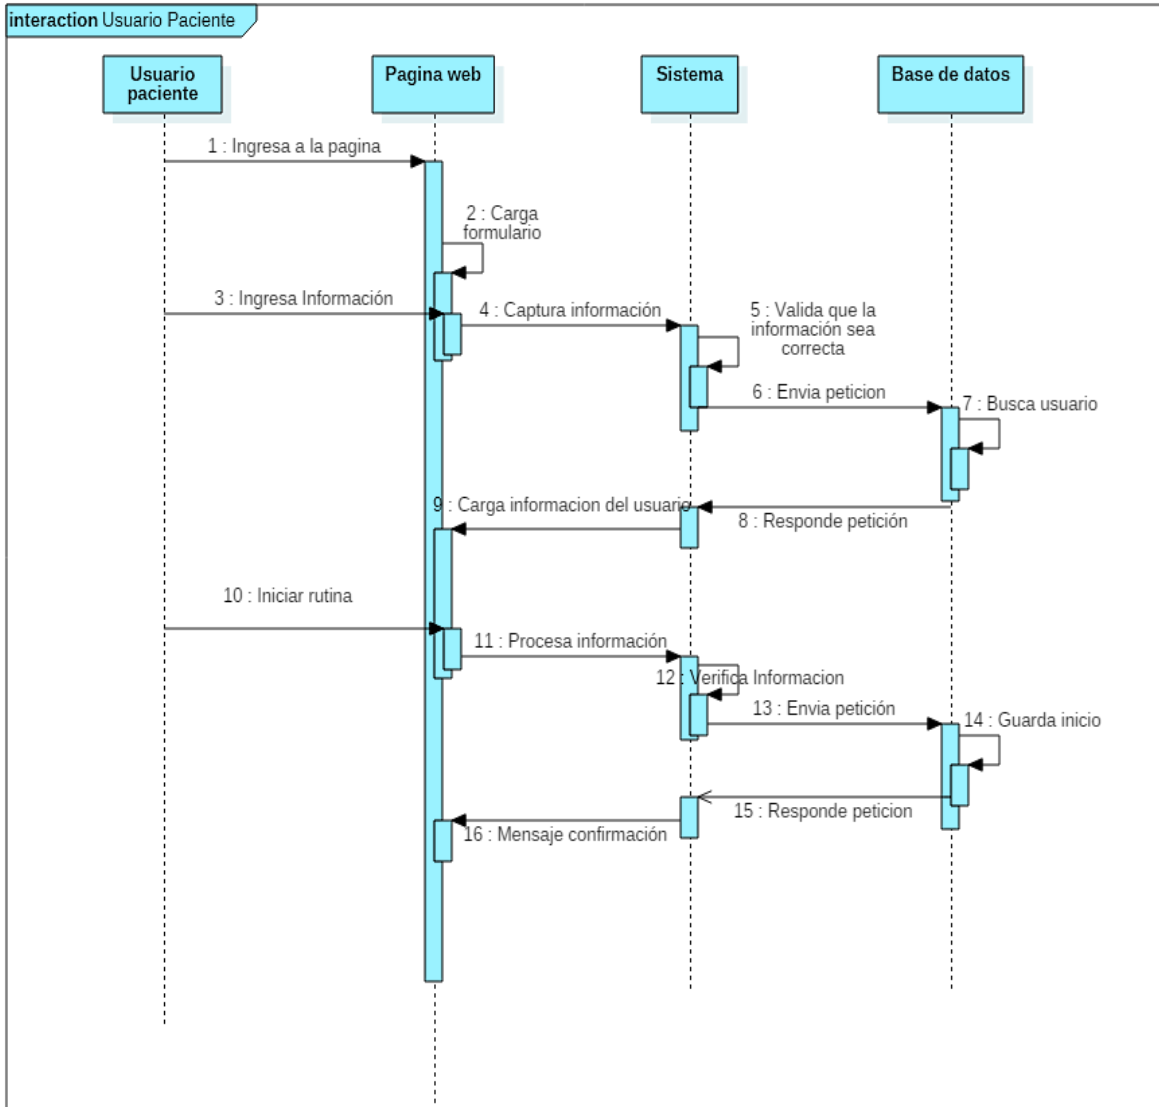 interaction Usuario Paciente
Usuario
paciente
Pagina web
Sistema
Base de datos
1 : Ingresa a la pagina
2 : Carga
formulario
3 : Ingresa Información
4 : Captura información
5 : Valida que la
información sea
correcta
6 : Envia peticion
7 : Busca usuario
9 : Carga informacion del usuario
8 : Responde petición
10 : Iniciar rutina
11 : Procesa información
12 : Verifica Informacion
13 : Envia petición
14 : Guarda inicio
15 : Responde peticion
16 : Mensaje confirmación